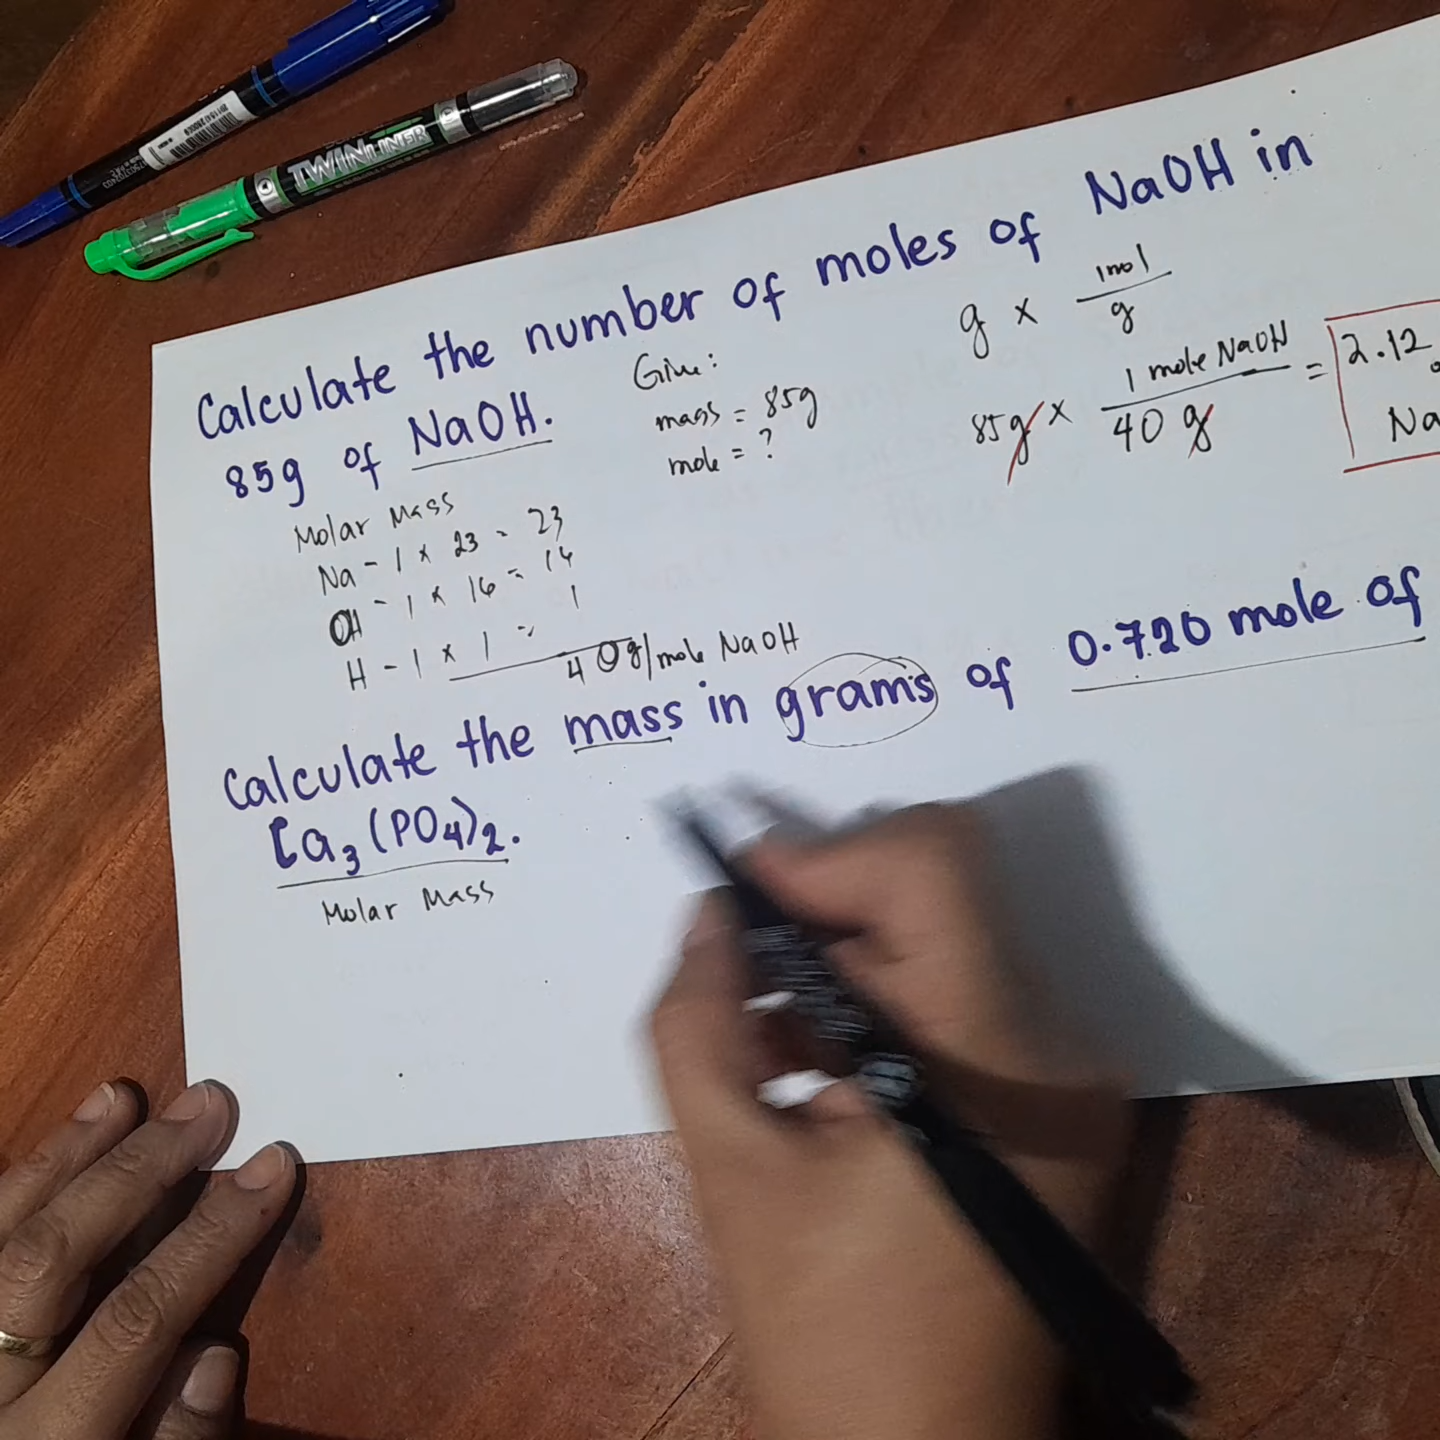 TWINLINER
Calculate the number of moles of NaOH in
85g of NaOH.
Give:
mass = 85g
mole = ?
g x 1mol / g
85g x 1 mole NaOH / 40 g = 2.12
Na
Molar Mass
Na - 1 x 23 = 23
- 1 x 16 = 16
H - 1 x 1 = 1
40g/mole NaOH
Calculate the mass in grams of 0.720 mole of
Ca3(PO4)2.
Molar Mass